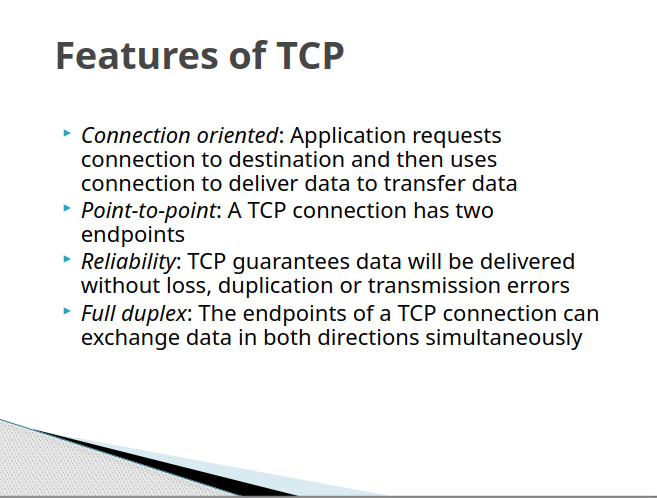 Features of TCP
Connection oriented: Application requests
connection to destination and then uses
connection to deliver data to transfer data
Point-to-point: A TCP connection has two
endpoints
Reliability: TCP guarantees data will be delivered
without loss, duplication or transmission errors
Full duplex: The endpoints of a TCP connection can
exchange data in both directions simultaneously